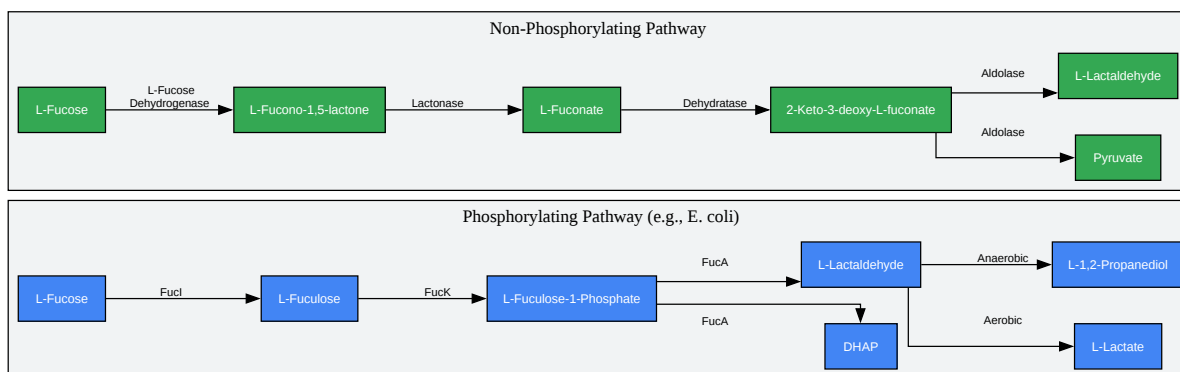 Non-Phosphorylating Pathway
L-Fucose
L-Fucose
Dehydrogenase
L-Fucono-1,5-lactone
Lactonase
L-Fuconate
Dehydratase
2-Keto-3-deoxy-L-fuconate
Aldolase
L-Lactaldehyde
Aldolase
Pyruvate
Phosphorylating Pathway (e.g., E. coli)
L-Fucose
FucI
L-Fuculose
FucK
L-Fuculose-1-Phosphate
FucA
L-Lactaldehyde
Anaerobic
L-1,2-Propanediol
FucA
DHAP
Aerobic
L-Lactate